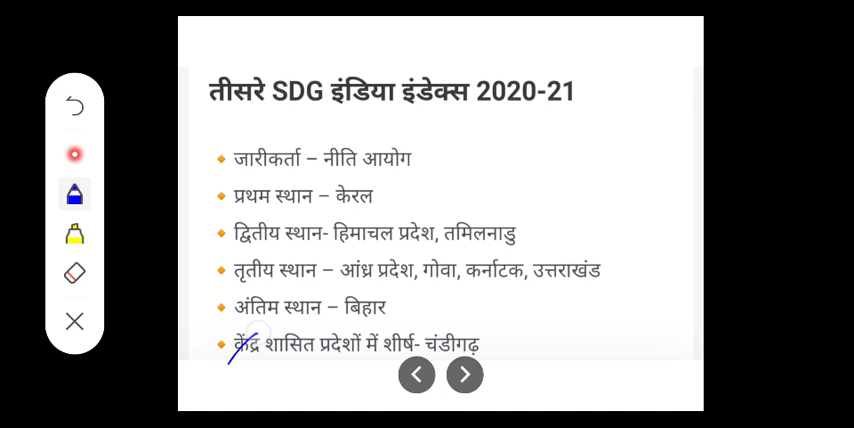 तीसरे SDG इंडिया इंडेक्स 2020-21
जारीकर्ता – नीति आयोग
प्रथम स्थान – केरल
द्वितीय स्थान- हिमाचल प्रदेश, तमिलनाडु
तृतीय स्थान – आंध्र प्रदेश, गोवा, कर्नाटक, उत्तराखंड
अंतिम स्थान – बिहार
केंद्र शासित प्रदेशों में शीर्ष- चंडीगढ़